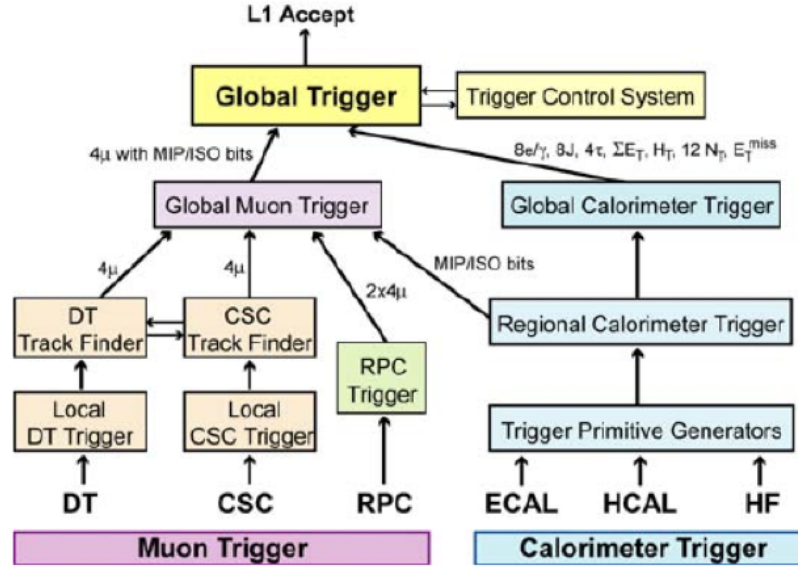 L1 Accept
Global Trigger
Trigger Control System
4μ with MIP/ISO bits
8e/γ, 8J, 4τ, ΣE_T, H_T, 12 N_T, E_T^miss
Global Muon Trigger
Global Calorimeter Trigger
4μ
4μ
2x4μ
MIP/ISO bits
DT
Track Finder
CSC
Track Finder
Regional Calorimeter Trigger
RPC
Trigger
Local
DT Trigger
Local
CSC Trigger
Trigger Primitive Generators
DT
CSC
RPC
ECAL
HCAL
HF
Muon Trigger
Calorimeter Trigger